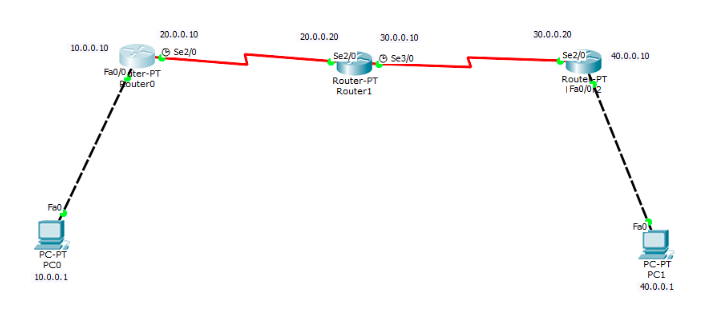 20.0.0.10
10.0.0.10
Se2/0
Fa0/0
uter-PT
Router0
20.0.0.20
30.0.0.10
Se2/0
Se3/0
Router-PT
Router1
30.0.0.20
Se2/0
40.0.0.10
Router-PT
Fa0/0
2
Fa0
PC-PT
PC0
10.0.0.1
Fa0
PC-PT
PC1
40.0.0.1